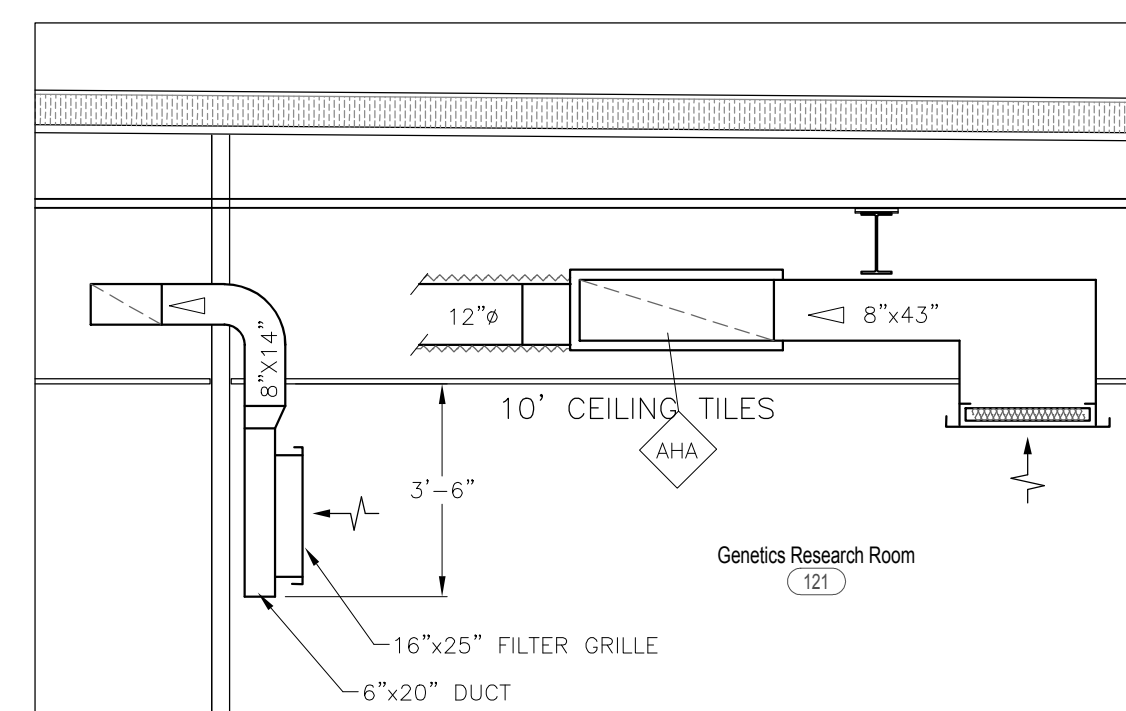 12"ø
8"x43"
8"X14"
10' CEILING TILES
AHA
3'-6"
Genetics Research Room
121
16"x25" FILTER GRILLE
6"x20" DUCT